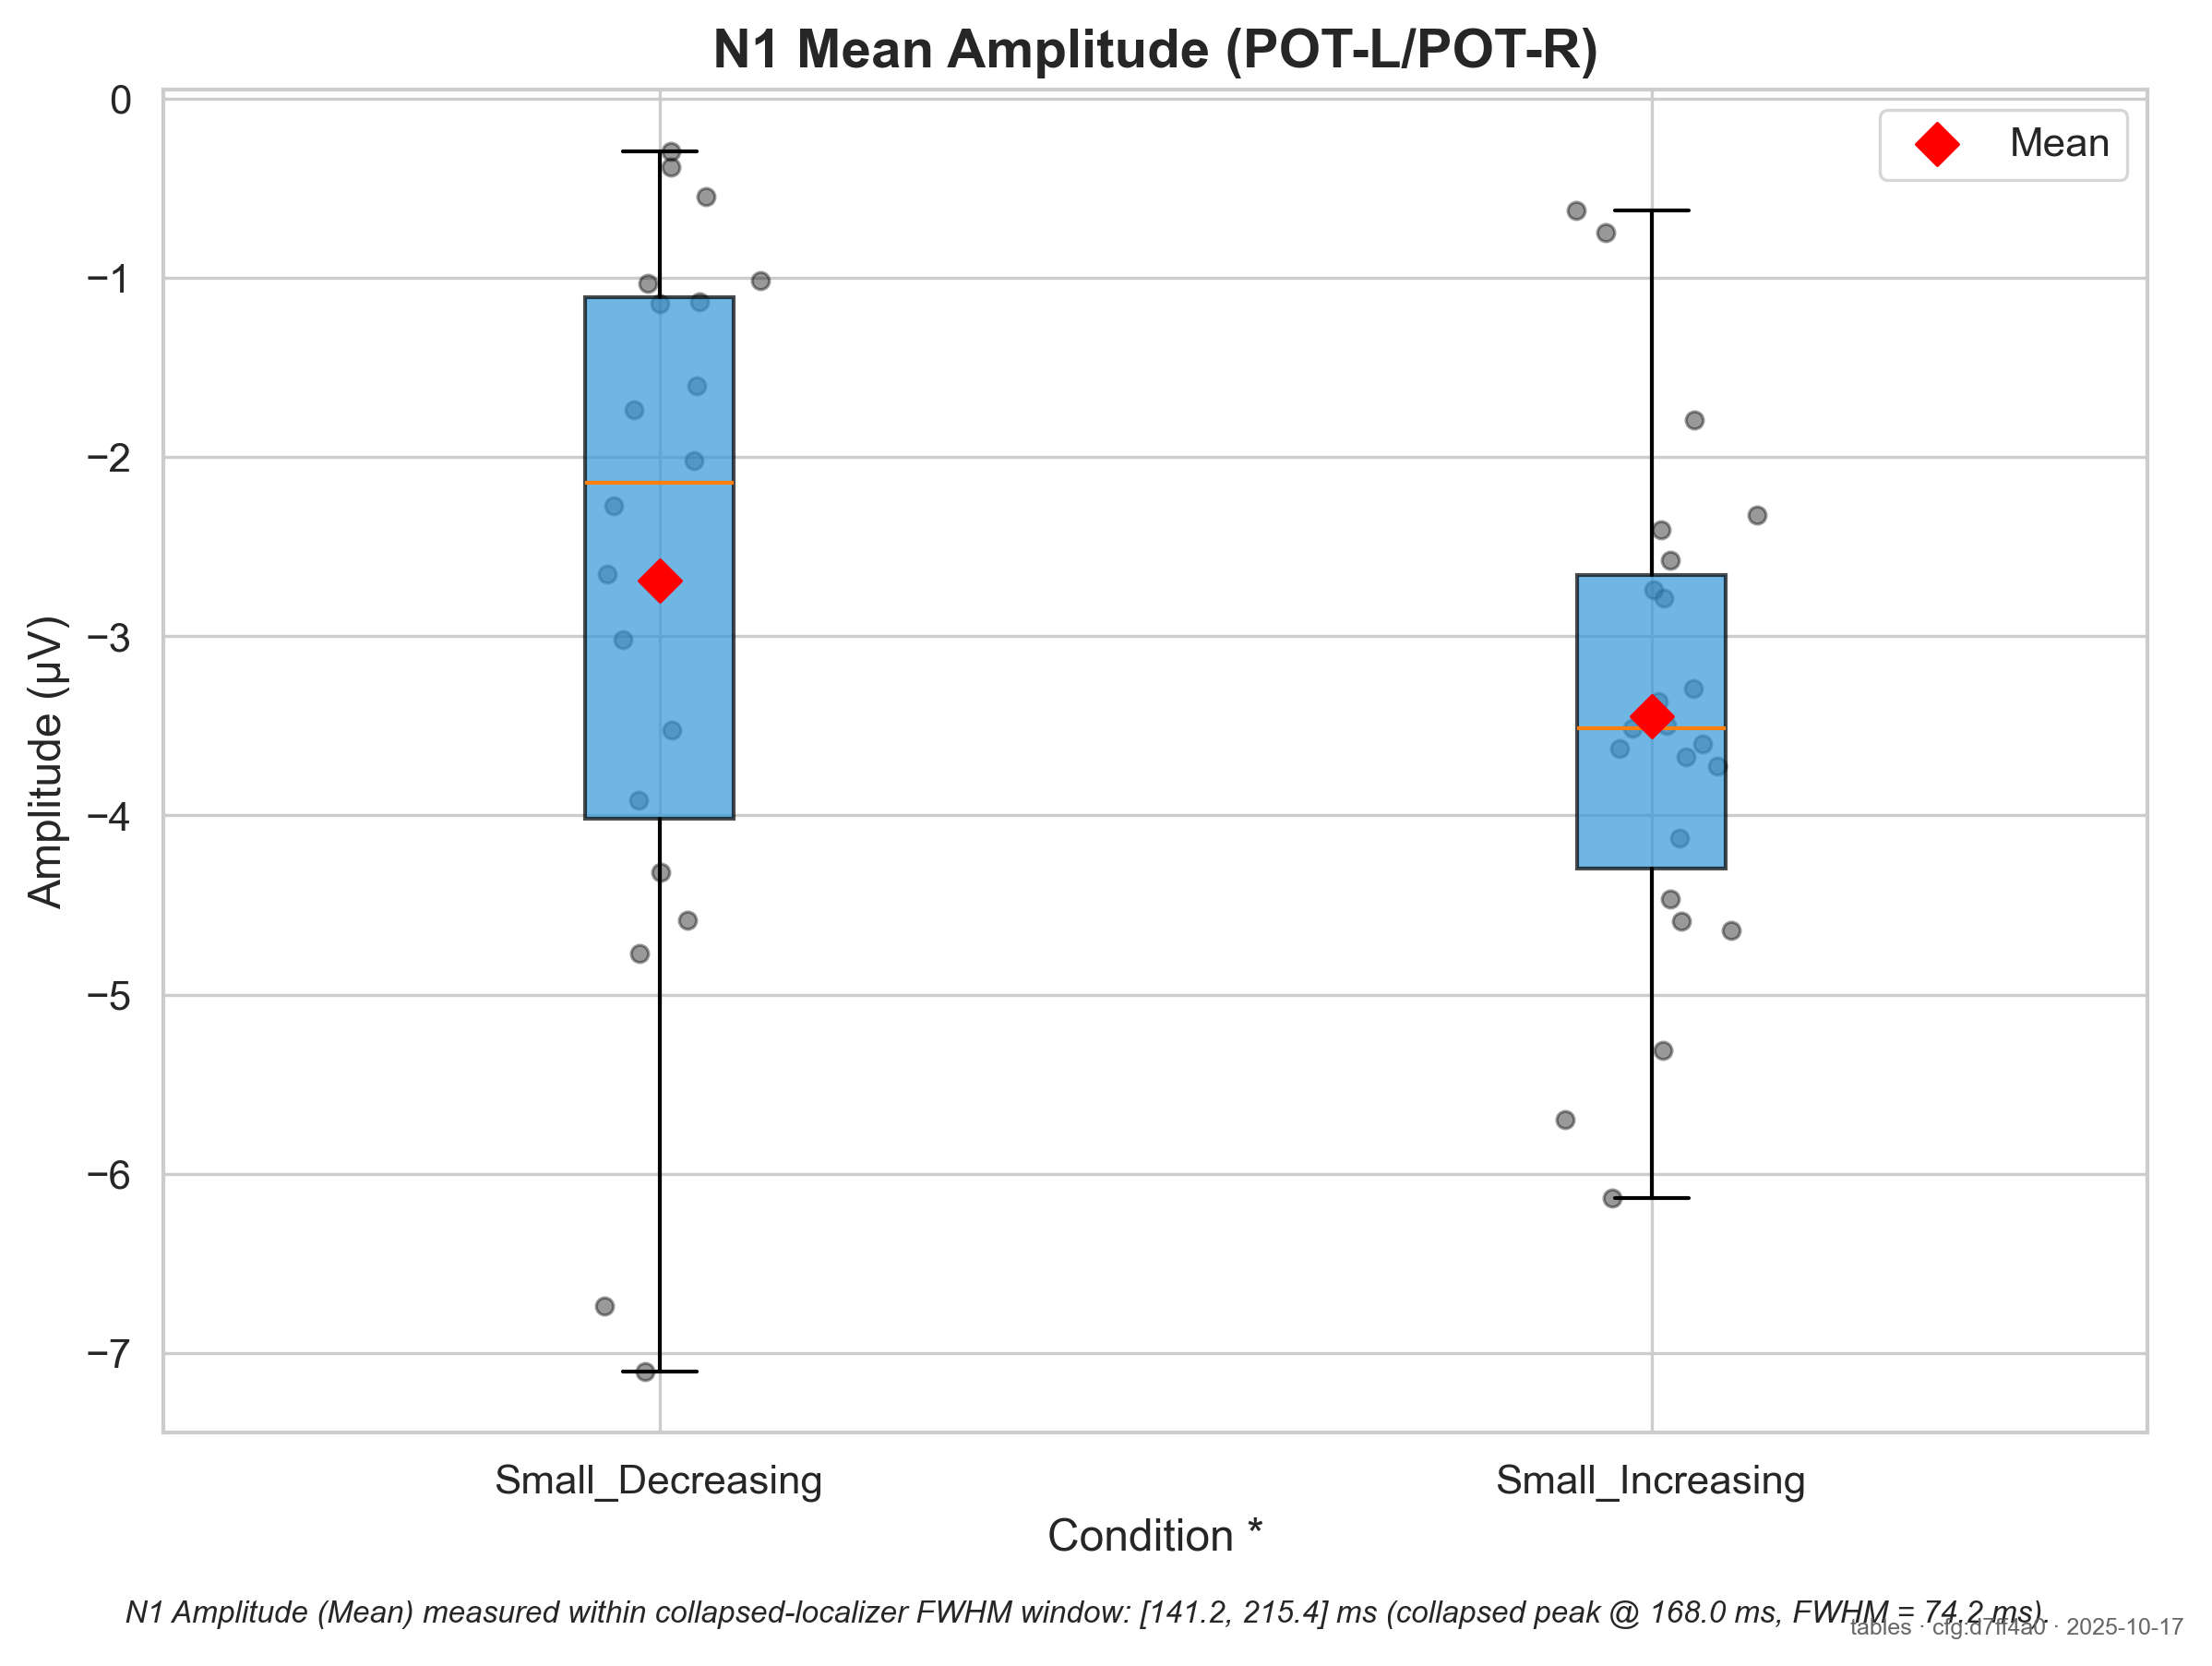 N1 Mean Amplitude (POT-L/POT-R)
Mean
0
−1
−2
−3
−4
−5
−6
−7
Amplitude (µV)
Small_Decreasing
Small_Increasing
Condition *
N1 Amplitude (Mean) measured within collapsed-localizer FWHM window: [141.2, 215.4] ms (collapsed peak @ 168.0 ms, FWHM = 74.2 ms).
tables · cfg:d7ff4a0 · 2025-10-17